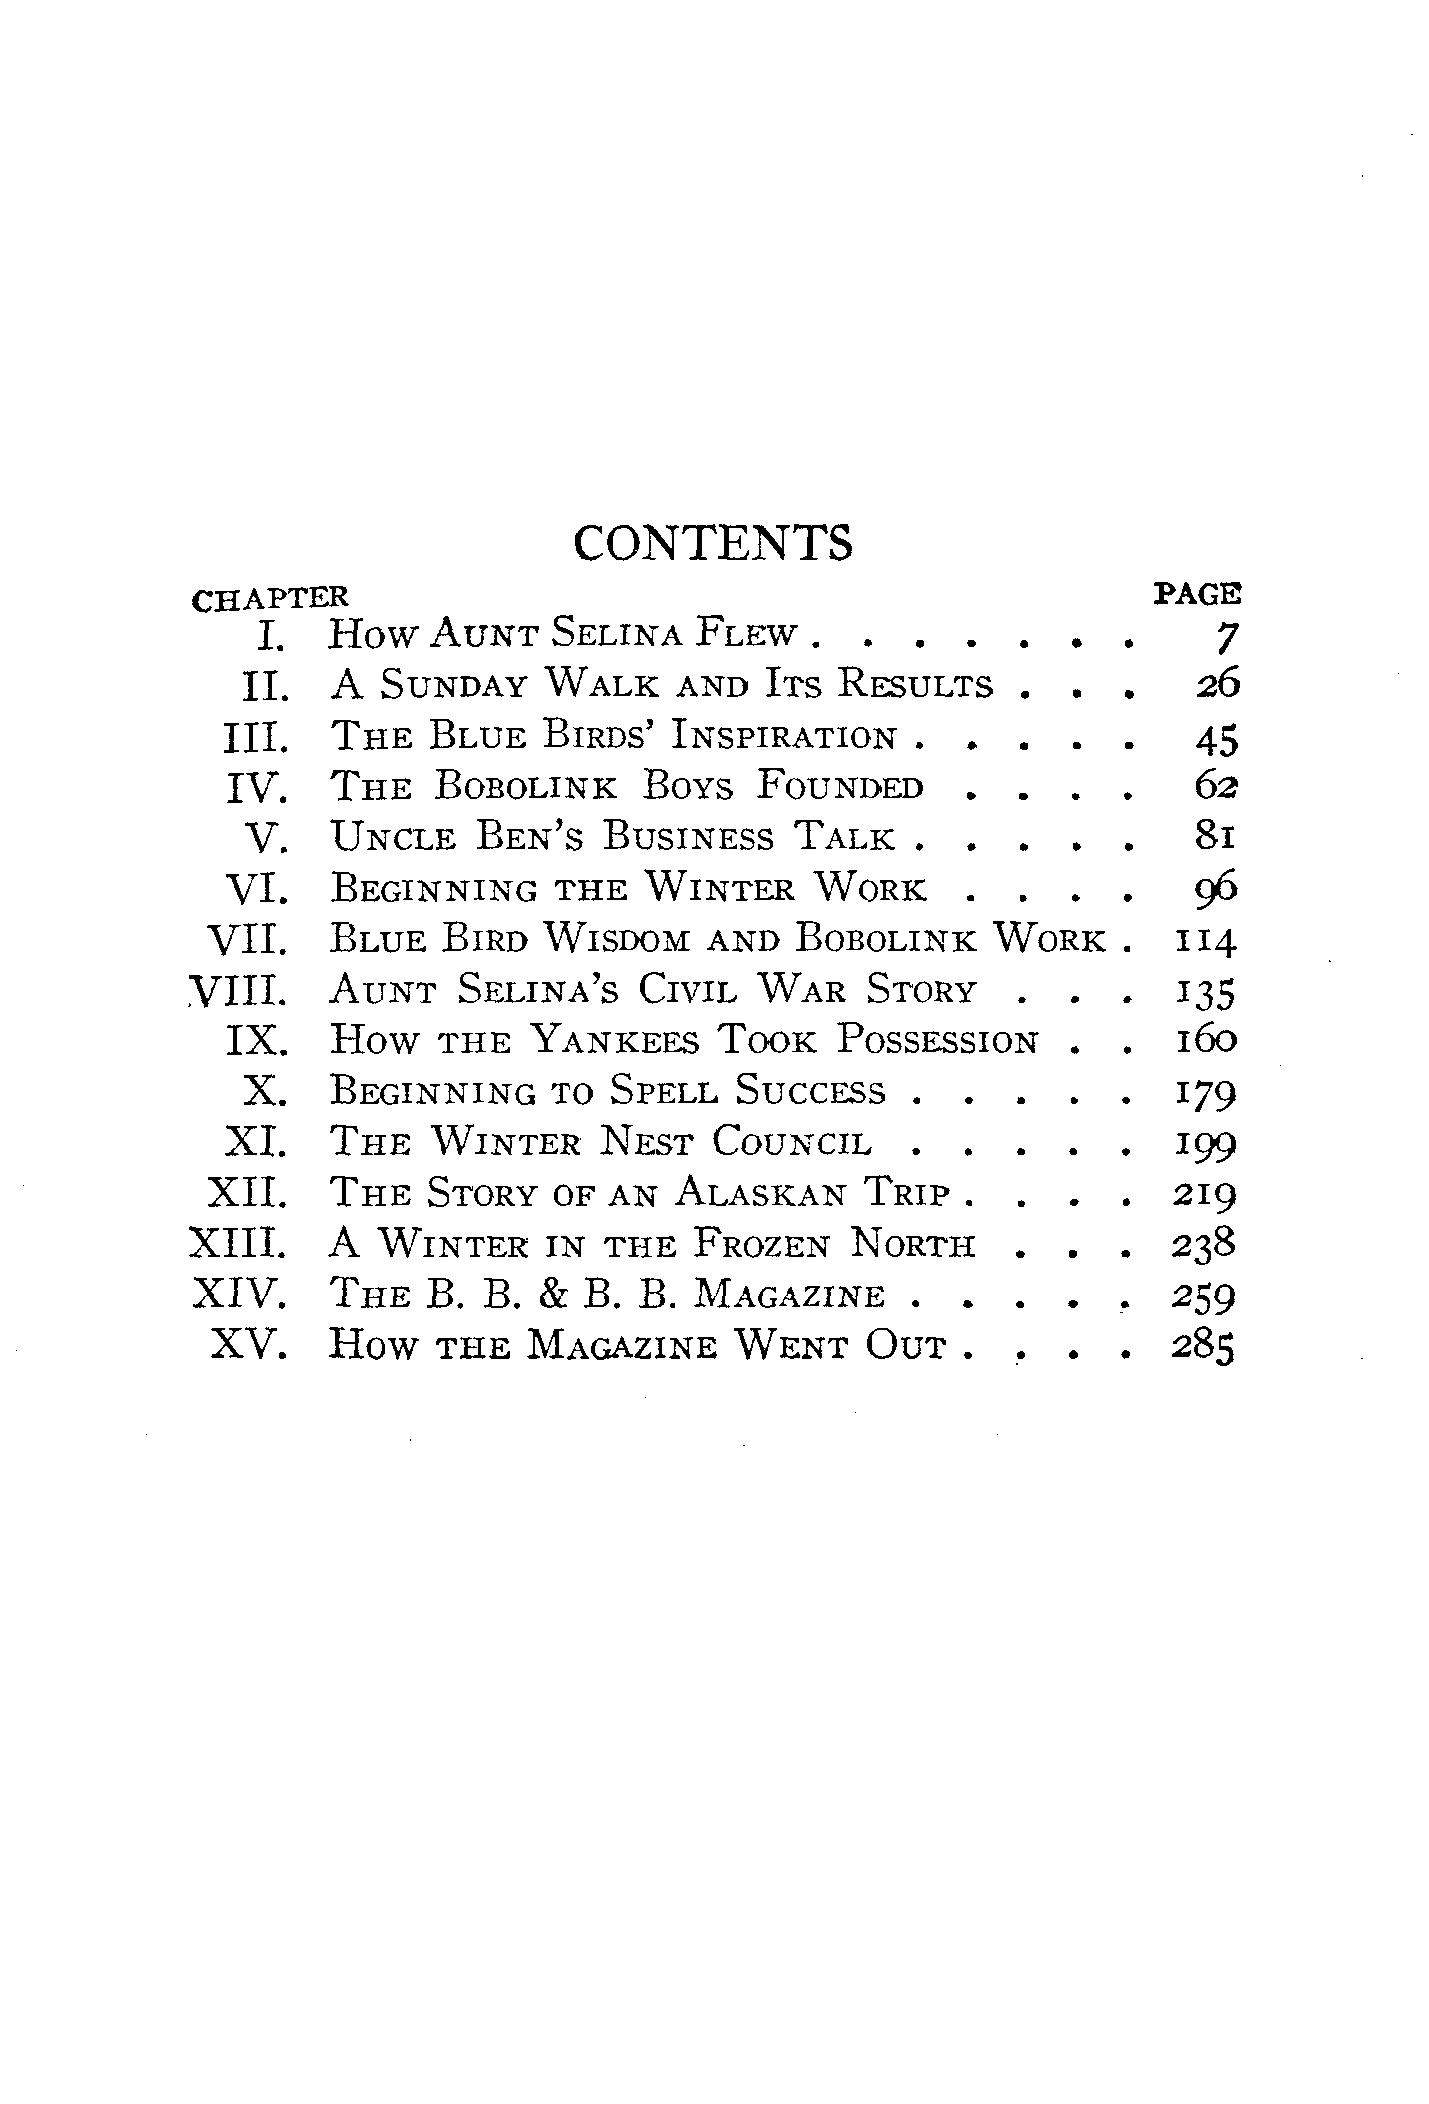 CONTENTS
CHAPTER PAGE
I. How Aunt Selina Flew . . . . . . . 7
II. A Sunday Walk and Its Results . . . 26
III. The Blue Birds' Inspiration . . . . . 45
IV. The Bobolink Boys Founded . . . . 62
V. Uncle Ben's Business Talk . . . . . 81
VI. Beginning the Winter Work . . . . 96
VII. Blue Bird Wisdom and Bobolink Work . 114
VIII. Aunt Selina's Civil War Story . . . 135
IX. How the Yankees Took Possession . . 160
X. Beginning to Spell Success . . . . . 179
XI. The Winter Nest Council . . . . . 199
XII. The Story of an Alaskan Trip . . . . 219
XIII. A Winter in the Frozen North . . . 238
XIV. The B. B. & B. B. Magazine . . . . . 259
XV. How the Magazine Went Out . . . . 285